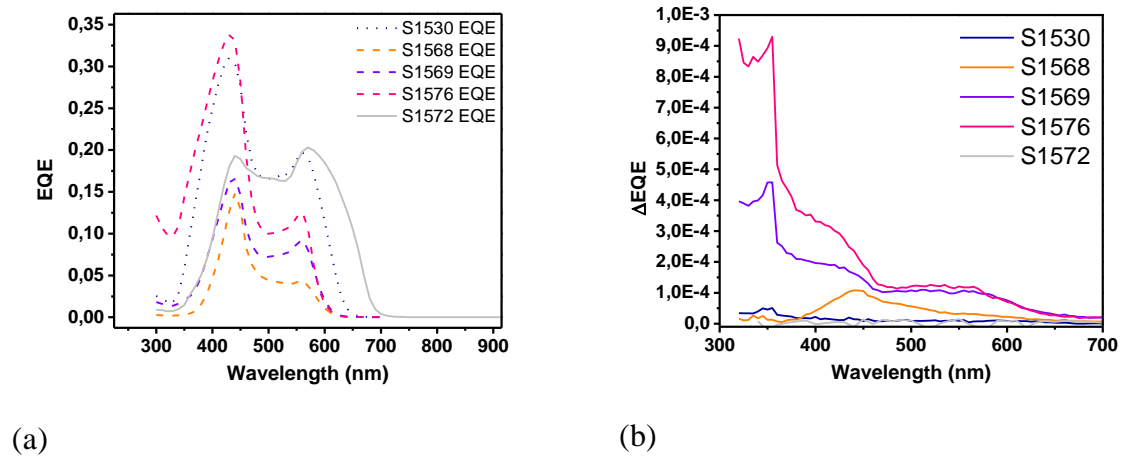 0,35
0,30
0,25
0,20
0,15
0,10
0,05
0,00
EQE
300 400 500 600 700 800 900
Wavelength (nm)
S1530 EQE
S1568 EQE
S1569 EQE
S1576 EQE
S1572 EQE
(a)
1,0E-3
9,0E-4
8,0E-4
7,0E-4
6,0E-4
5,0E-4
4,0E-4
3,0E-4
2,0E-4
1,0E-4
0,0
ΔEQE
300 400 500 600 700
Wavelength (nm)
S1530
S1568
S1569
S1576
S1572
(b)